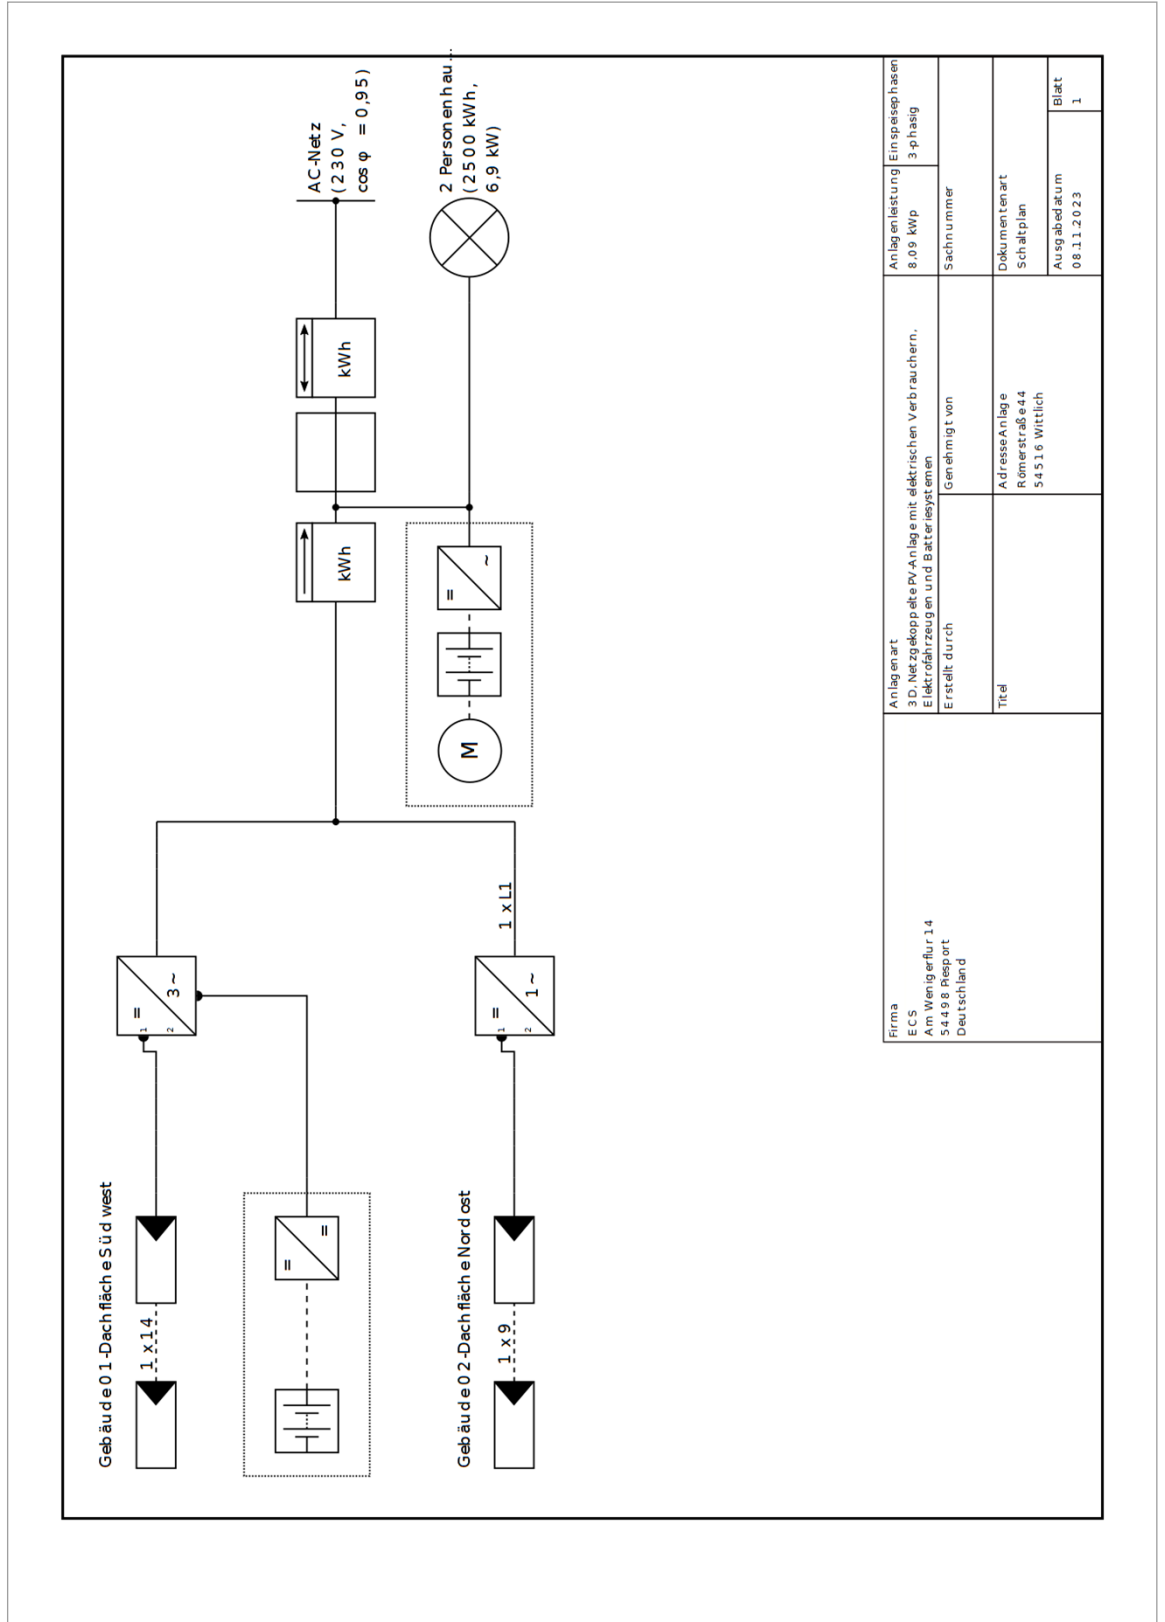 Gebäude 01-Dachfläche Südwest
1 x 14
=
1
2
3 ~
=
=
Gebäude 02-Dachfläche Nordost
1 x 9
=
1
2
1 ~
1 x L1
M
=
~
kWh
kWh
AC-Netz
(230 V,
cos φ = 0,95)
2 Personenhau...
(2500 kWh,
6,9 kW)
Firma
ECS
Am Wenigerflur 14
54498 Piesport
Deutschland
Anlagenart
3D, Netzgekoppelte PV-Anlage mit elektrischen Verbrauchern,
Elektrofahrzeugen und Batteriesystemen
Anlagenleistung
8,09 kWp
Einspeisephasen
3-phasig
Erstellt durch
Genehmigt von
Sachnummer
Titel
Adresse Anlage
Römerstraße 44
54516 Wittlich
Dokumentenart
Schaltplan
Ausgabedatum
08.11.2023
Blatt
1